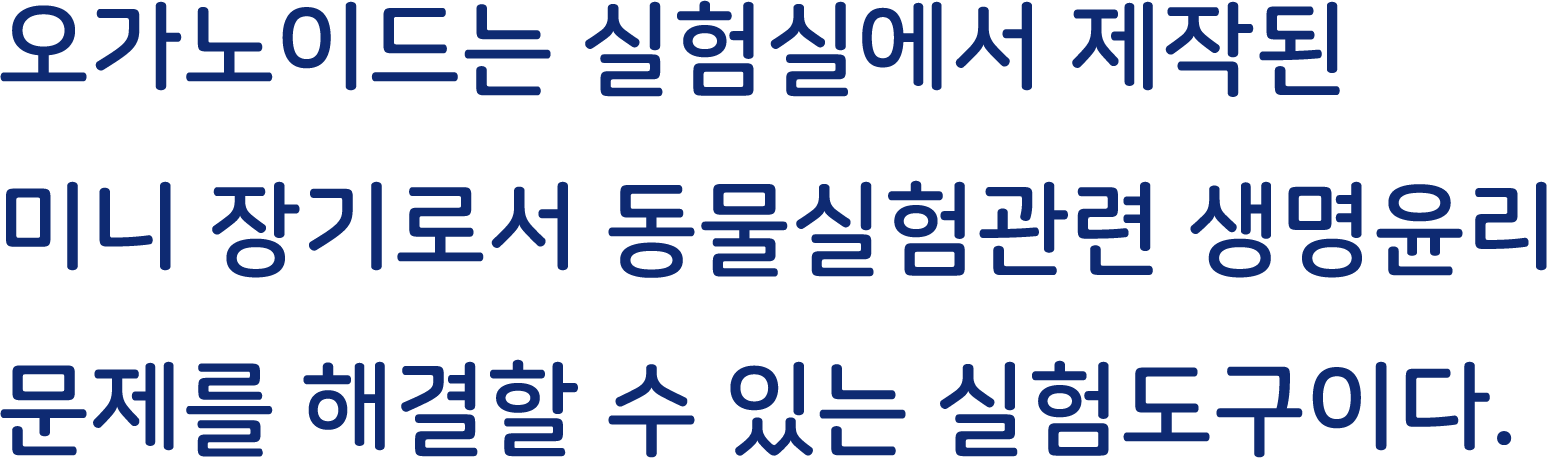 오가노이드는 실험실에서 제작된
미니 장기로서 동물실험관련 생명윤리
문제를 해결할 수 있는 실험도구이다.